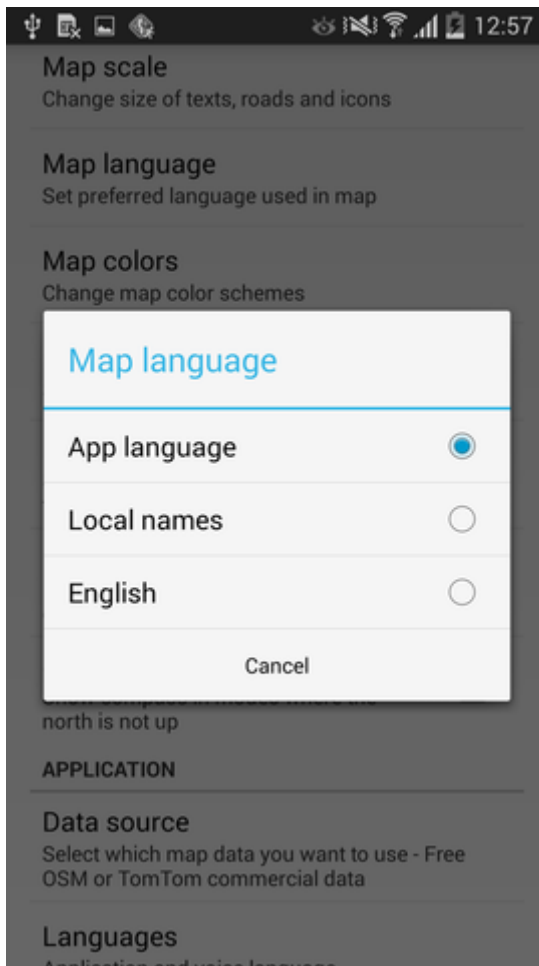 12:57
Map scale
Change size of texts, roads and icons
Map language
Set preferred language used in map
Map colors
Change map color schemes
Map language
App language
Local names
English
Cancel
north is not up
APPLICATION
Data source
Select which map data you want to use - Free
OSM or TomTom commercial data
Languages